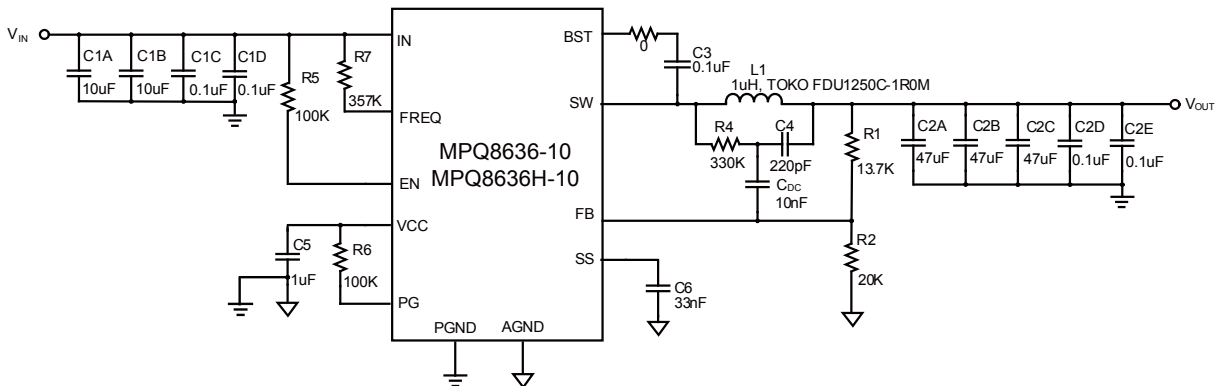 VIN
C1A
10uF
C1B
10uF
C1C
0.1uF
C1D
0.1uF
R5
100K
R7
357K
IN
FREQ
EN
VCC
PG
PGND
AGND
BST
SW
FB
SS
MPQ8636-10
MPQ8636H-10
0
C3
0.1uF
L1
1uH, TOKO FDU1250C-1R0M
R4
330K
C4
220pF
CDC
10nF
R1
13.7K
R2
20K
C2A
47uF
C2B
47uF
C2C
47uF
C2D
0.1uF
C2E
0.1uF
VOUT
C5
1uF
R6
100K
C6
33nF